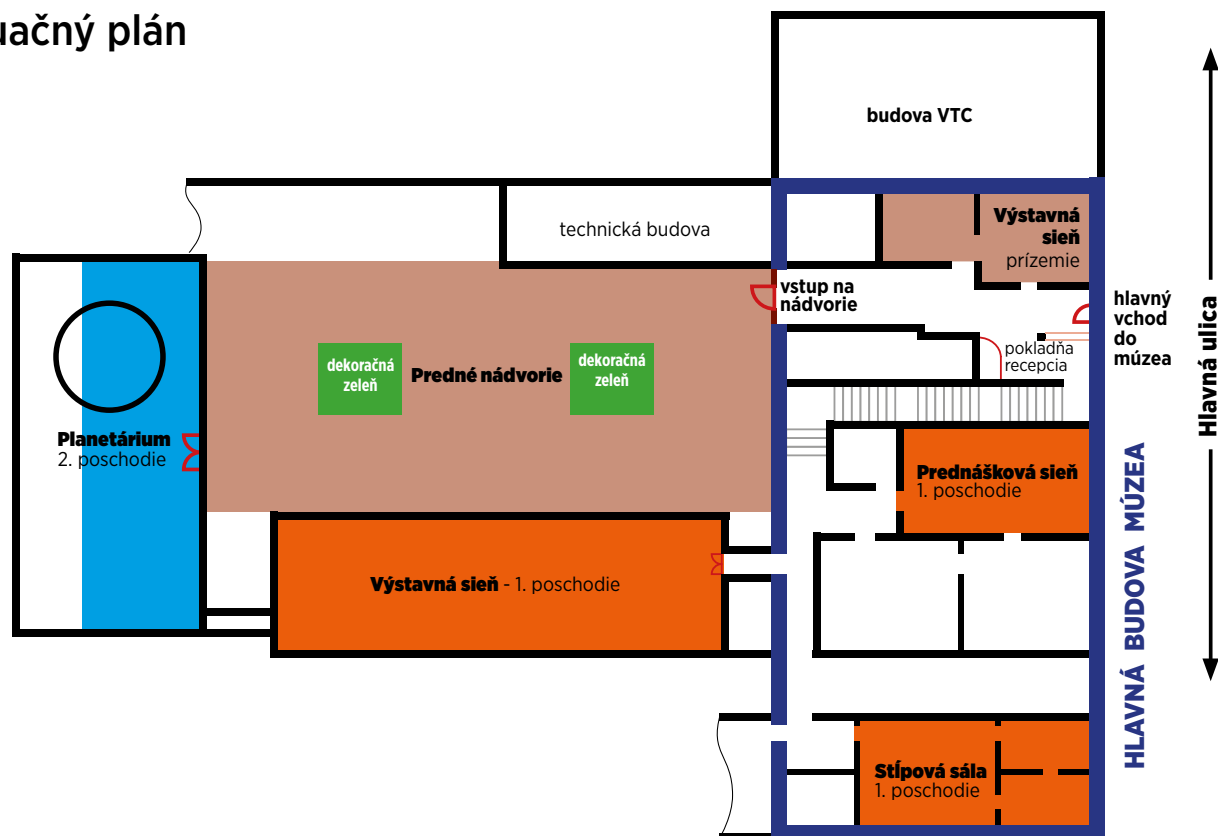 uačný plán
budova VTC
technická budova
Výstavná
sieň
prízemie
vstup na
nádvorie
hlavný
vchod
do
múzea
Hlavná ulica
pokladňa
recepcia
dekoračná
zeleň
Predné nádvorie
dekoračná
zeleň
Planetárium
2. poschodie
Prednášková sieň
1. poschodie
Výstavná sieň - 1. poschodie
HLAVNÁ BUDOVA MÚZEA
Stĺpová sála
1. poschodie